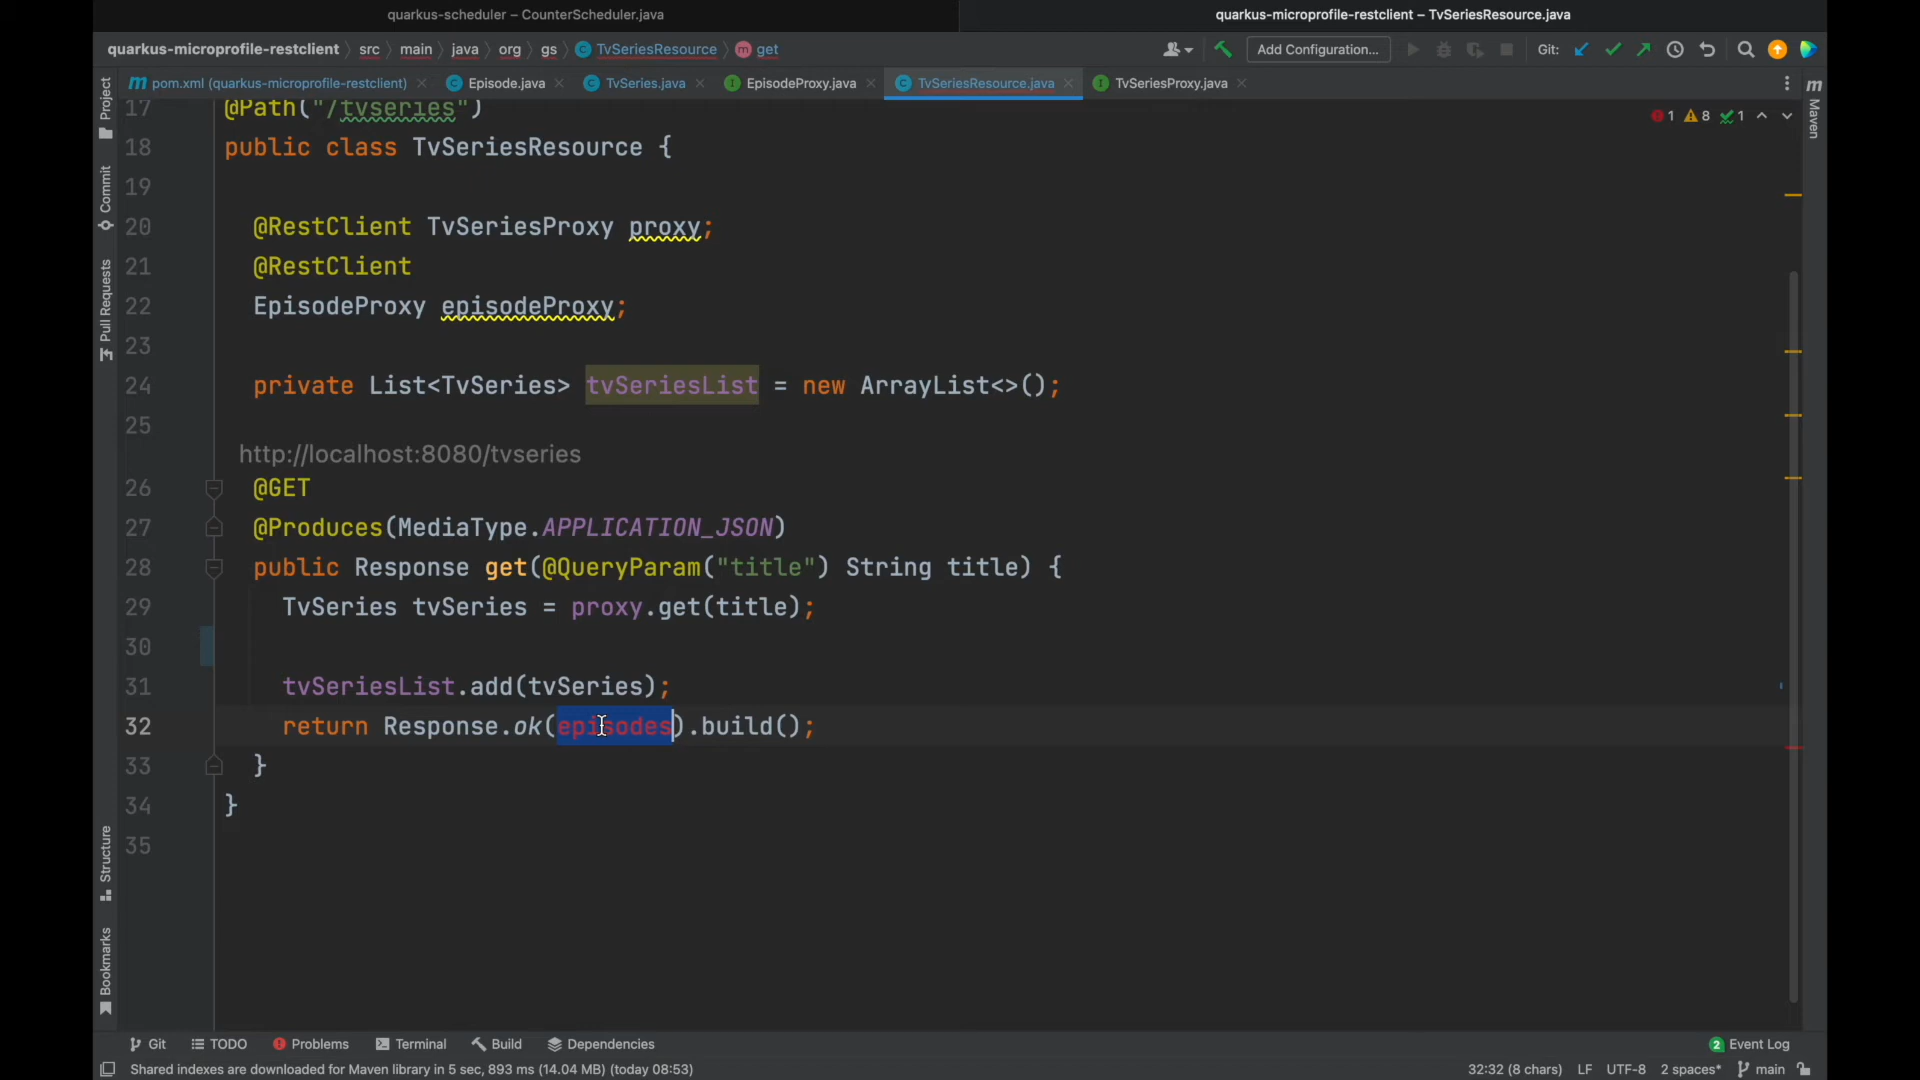 quarkus-scheduler – CounterScheduler.java
quarkus-microprofile-restclient – TvSeriesResource.java
quarkus-microprofile-restclient 〉 src 〉 main 〉 java 〉 org 〉 gs 〉 C TvSeriesResource 〉 m get
Add Configuration...
Git:
m pom.xml (quarkus-microprofile-restclient)
C Episode.java
C TvSeries.java
I EpisodeProxy.java
C TvSeriesResource.java
I TvSeriesProxy.java
Project
Commit
Pull Requests
Structure
Bookmarks
m Maven
1 8 1
17 @Path("/tvseries")
18 public class TvSeriesResource {
19
20 @RestClient TvSeriesProxy proxy;
21 @RestClient
22 EpisodeProxy episodeProxy;
23
24 private List<TvSeries> tvSeriesList = new ArrayList<>();
25
http://localhost:8080/tvseries
26 @GET
27 @Produces(MediaType.APPLICATION_JSON)
28 public Response get(@QueryParam("title") String title) {
29 TvSeries tvSeries = proxy.get(title);
30
31 tvSeriesList.add(tvSeries);
32 return Response.ok(episodes).build();
33 }
34 }
35
Git
TODO
Problems
Terminal
Build
Dependencies
2 Event Log
Shared indexes are downloaded for Maven library in 5 sec, 893 ms (14.04 MB) (today 08:53)
32:32 (8 chars) LF UTF-8 2 spaces* main